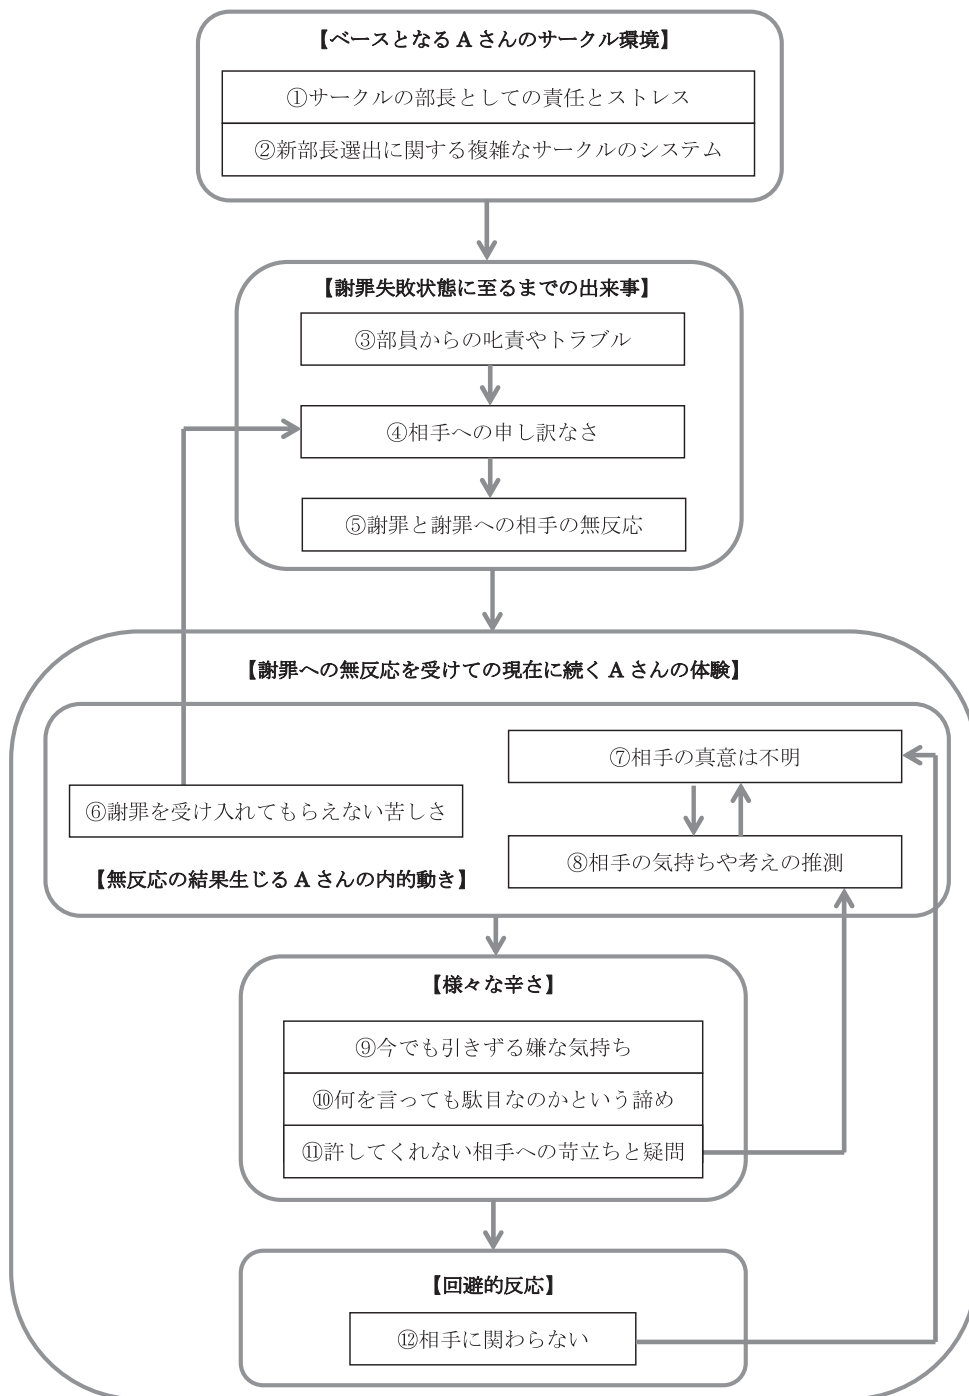 【ベースとなる A さんのサークル環境】
①サークルの部長としての責任とストレス
②新部長選出に関する複雑なサークルのシステム
【謝罪失敗状態に至るまでの出来事】
③部員からの叱責やトラブル
④相手への申し訳なさ
⑤謝罪と謝罪への相手の無反応
【謝罪への無反応を受けての現在に続く A さんの体験】
⑦相手の真意は不明
⑥謝罪を受け入れてもらえない苦しさ
⑧相手の気持ちや考えの推測
【無反応の結果生じる A さんの内的動き】
【様々な辛さ】
⑨今でも引きずる嫌な気持ち
⑩何を言っても駄目なのかという諦め
⑪許してくれない相手への苛立ちと疑問
【回避的反応】
⑫相手に関わらない